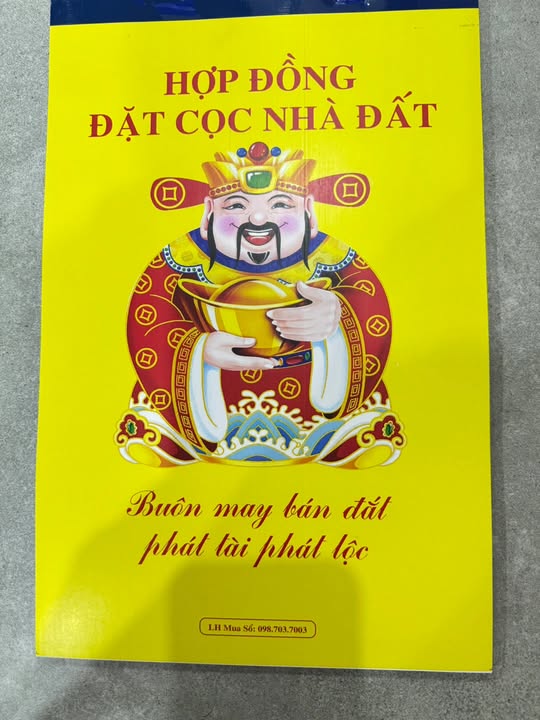 HỢP ĐỒNG
ĐẶT CỌC NHÀ ĐẤT
Buôn may bán đắt
phát tài phát lộc
LH Mua Sỉ: 098.703.7003